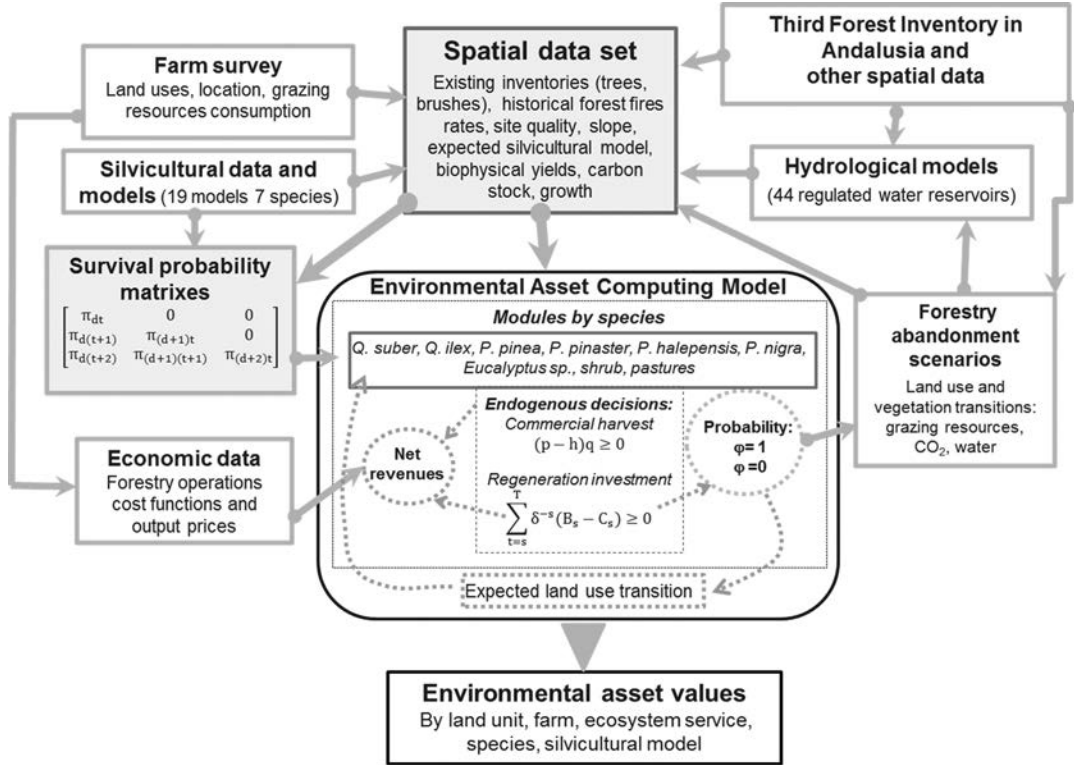 Farm survey
Land uses, location, grazing
resources consumption
Silvicultural data and
models (19 models 7 species)
Survival probability
matrixes
π_dt 0 0
π_d(t+1) π_(d+1)t 0
π_d(t+2) π_(d+1)(t+1) π_(d+2)t
Economic data
Forestry operations
cost functions and
output prices
Spatial data set
Existing inventories (trees,
brushes), historical forest fires
rates, site quality, slope,
expected silvicultural model,
biophysical yields, carbon
stock, growth
Third Forest Inventory in
Andalusia and
other spatial data
Hydrological models
(44 regulated water reservoirs)
Forestry
abandonment
scenarios
Land use and
vegetation transitions:
grazing resources,
CO₂, water
Environmental Asset Computing Model
Modules by species
Q. suber, Q. ilex, P. pinea, P. pinaster, P. halepensis, P. nigra,
Eucalyptus sp., shrub, pastures
Net
revenues
Endogenous decisions:
Commercial harvest
(p − h)q ≥ 0
Regeneration investment
T
∑ δ⁻ˢ(Bₛ − Cₛ) ≥ 0
t=s
Probability:
φ= 1
φ =0
Expected land use transition
Environmental asset values
By land unit, farm, ecosystem service,
species, silvicultural model